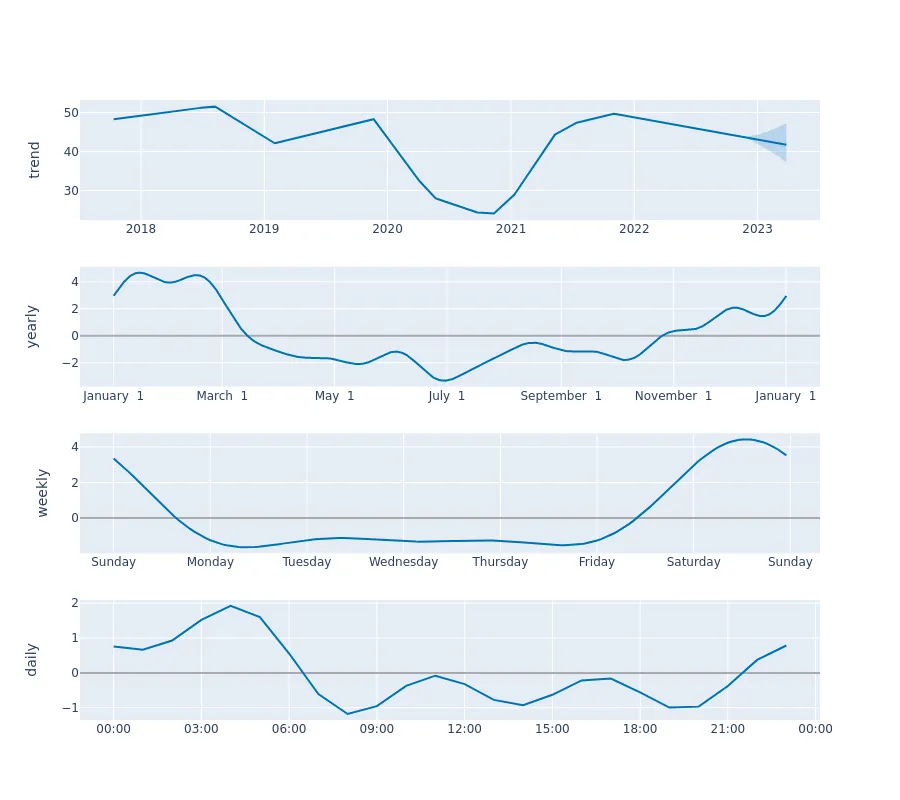 trend
50
40
30
2018 2019 2020 2021 2022 2023
yearly
4
2
0
−2
January 1 March 1 May 1 July 1 September 1 November 1 January 1
weekly
4
2
0
Sunday Monday Tuesday Wednesday Thursday Friday Saturday Sunday
daily
2
1
0
−1
00:00 03:00 06:00 09:00 12:00 15:00 18:00 21:00 00:00